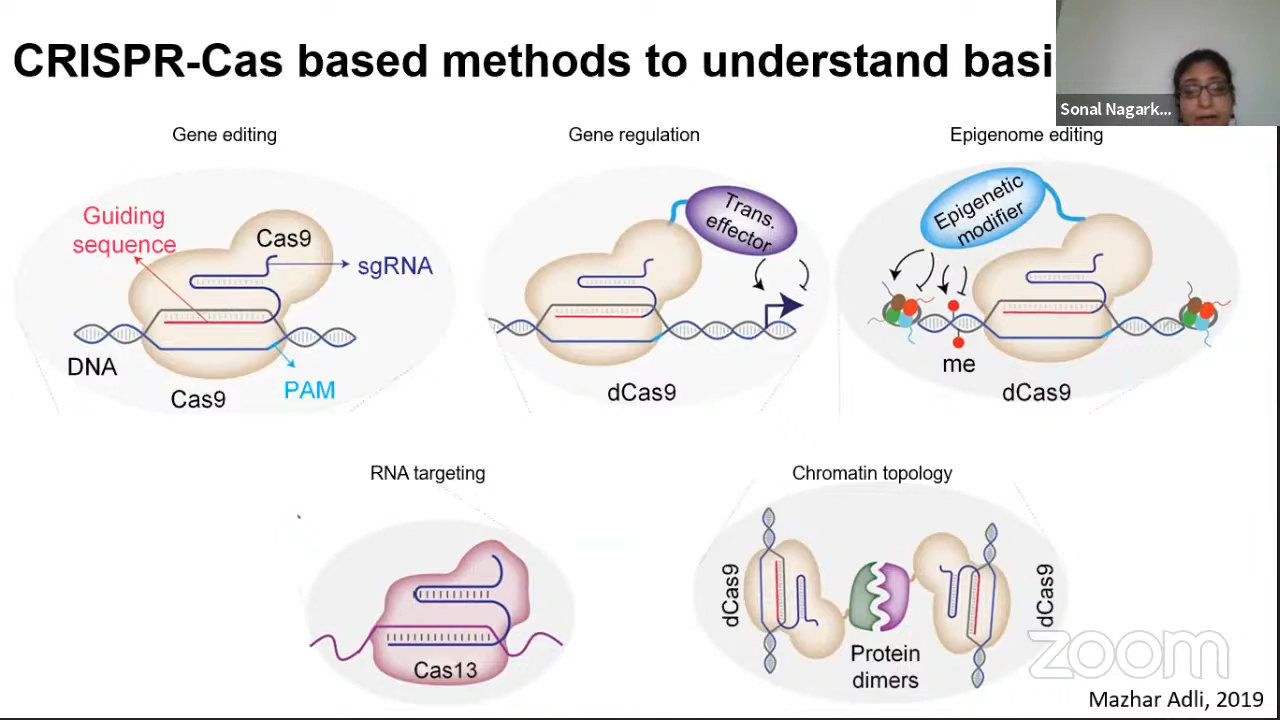 CRISPR-Cas based methods to understand basi
Sonal Nagark...
Gene editing
Gene regulation
Epigenome editing
Guiding
sequence
Cas9
sgRNA
DNA
Cas9
PAM
Trans.
effector
dCas9
Epigenetic
modifier
me
dCas9
RNA targeting
Chromatin topology
Cas13
dCas9
Protein
dimers
dCas9
zoom
Mazhar Adli, 2019